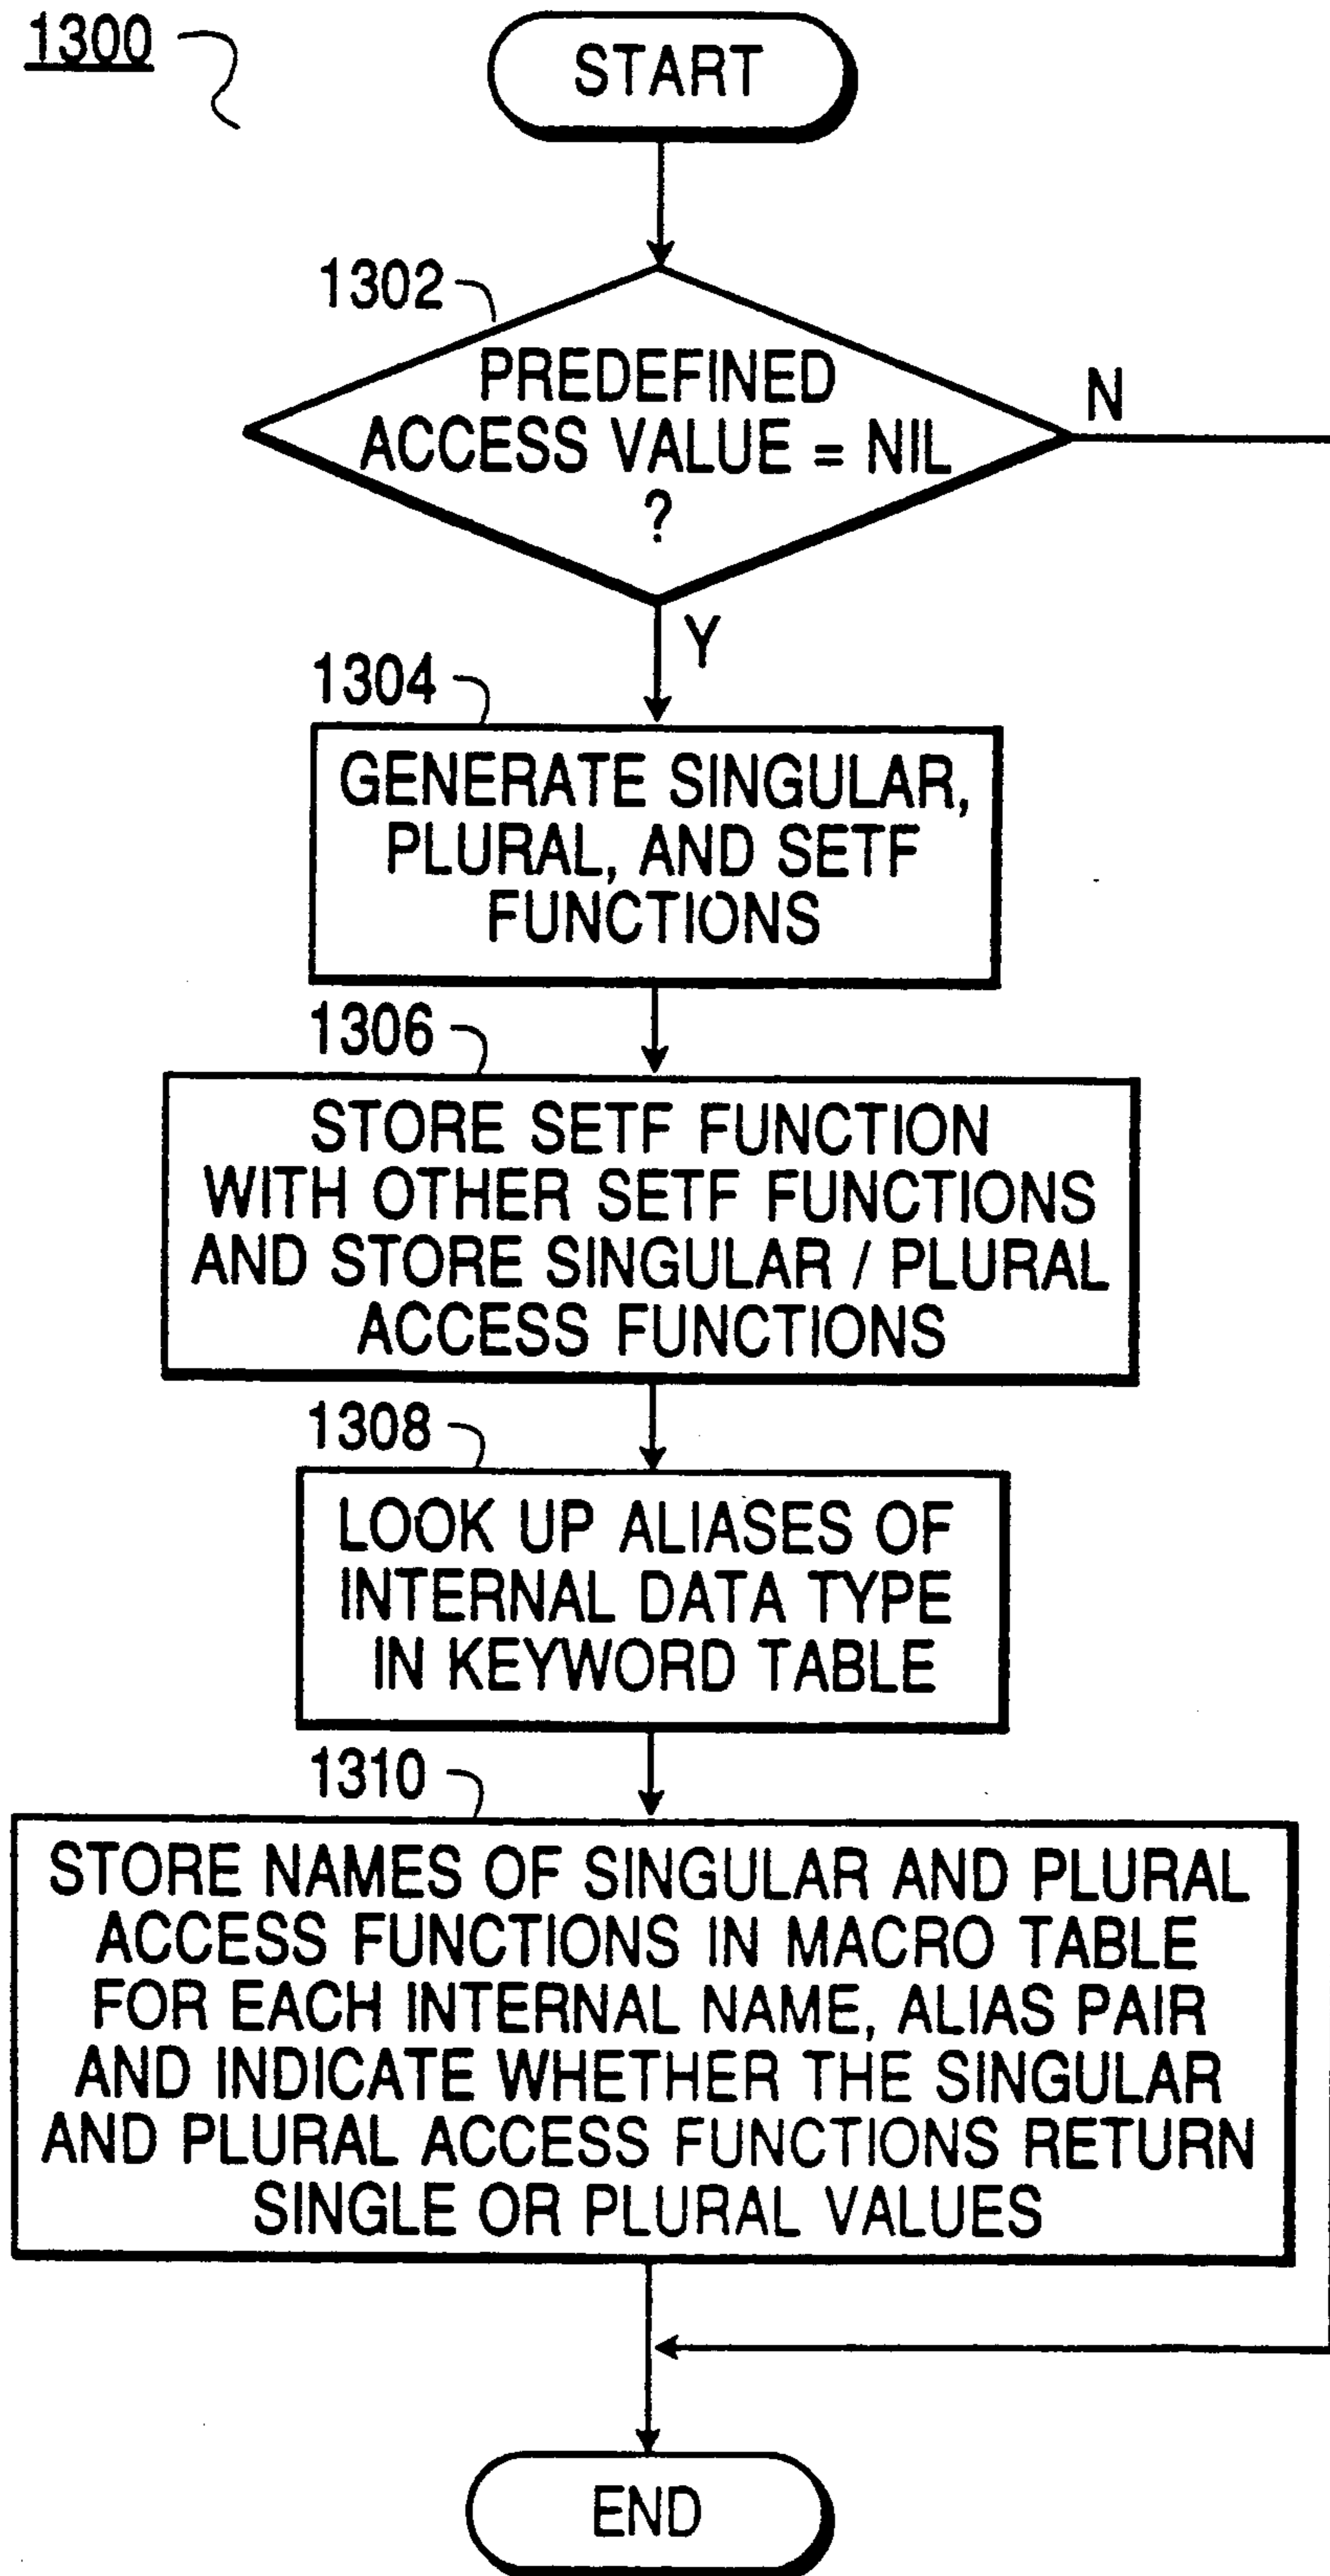 1300
START
1302
PREDEFINED
ACCESS VALUE = NIL
?
N
Y
1304
GENERATE SINGULAR,
PLURAL, AND SETF
FUNCTIONS
1306
STORE SETF FUNCTION
WITH OTHER SETF FUNCTIONS
AND STORE SINGULAR / PLURAL
ACCESS FUNCTIONS
1308
LOOK UP ALIASES OF
INTERNAL DATA TYPE
IN KEYWORD TABLE
1310
STORE NAMES OF SINGULAR AND PLURAL
ACCESS FUNCTIONS IN MACRO TABLE
FOR EACH INTERNAL NAME, ALIAS PAIR
AND INDICATE WHETHER THE SINGULAR
AND PLURAL ACCESS FUNCTIONS RETURN
SINGLE OR PLURAL VALUES
END